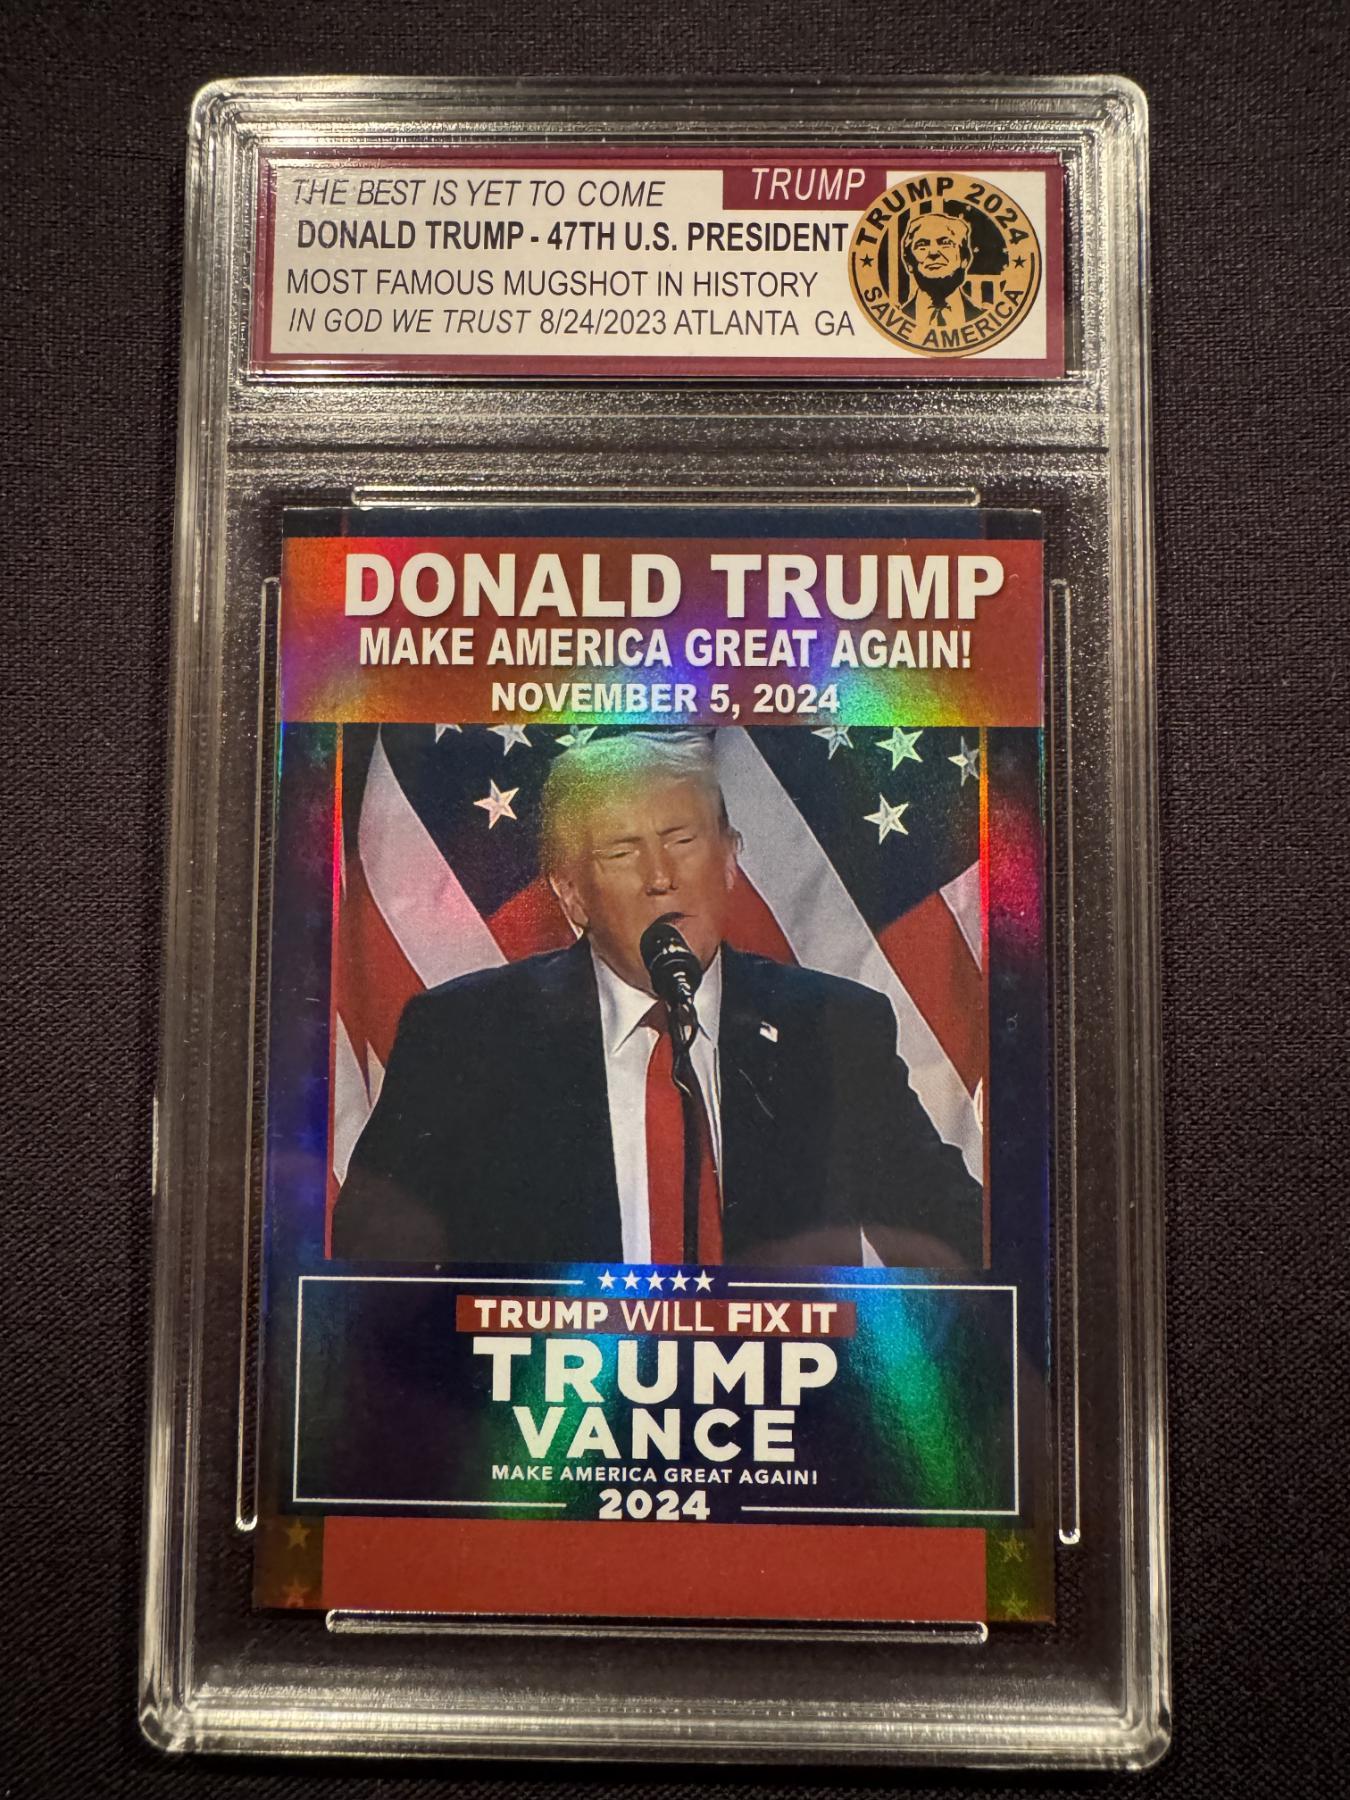 THE BEST IS YET TO COME
TRUMP
DONALD TRUMP - 47TH U.S. PRESIDENT
MOST FAMOUS MUGSHOT IN HISTORY
IN GOD WE TRUST 8/24/2023 ATLANTA GA
TRUMP 2024
SAVE AMERICA
DONALD TRUMP
MAKE AMERICA GREAT AGAIN!
NOVEMBER 5, 2024
TRUMP WILL FIX IT
TRUMP
VANCE
MAKE AMERICA GREAT AGAIN!
2024